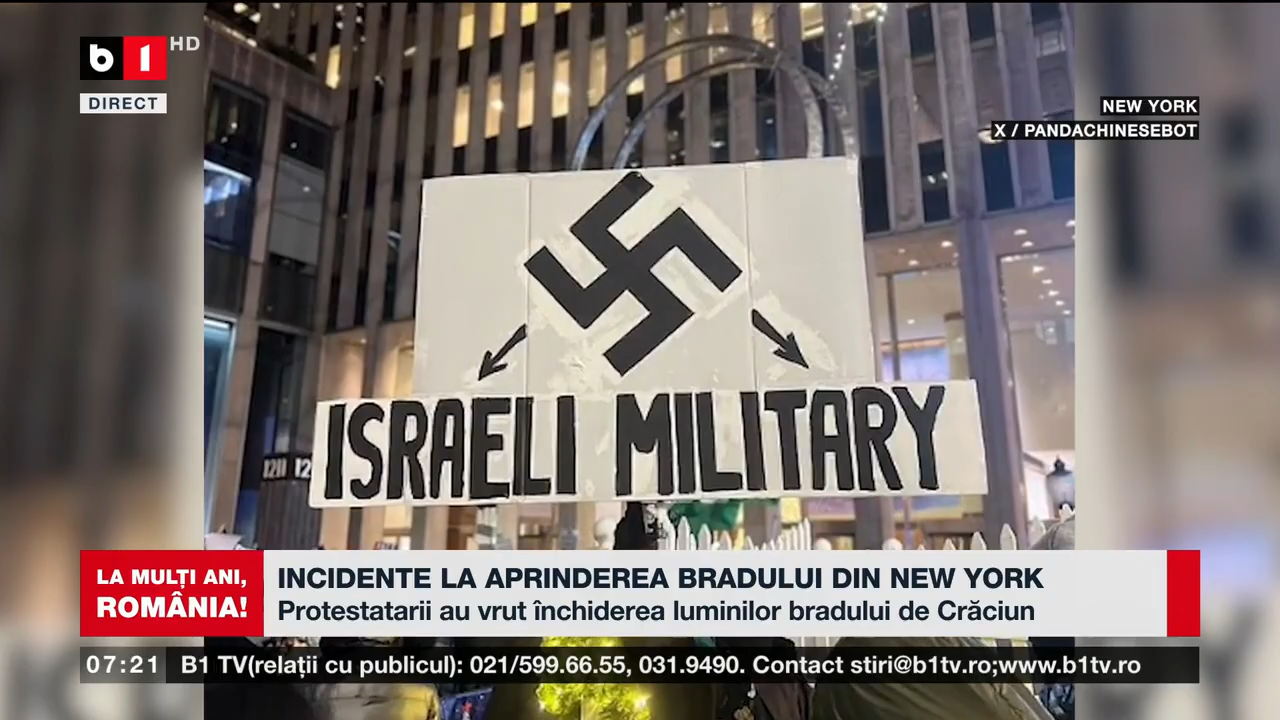 b1 HD
DIRECT
NEW YORK
X / PANDACHINESEBOT
ISRAELI MILITARY
1211 12
LA MULȚI ANI,
ROMÂNIA!
INCIDENTE LA APRINDEREA BRADULUI DIN NEW YORK
Protestatarii au vrut închiderea luminilor bradului de Crăciun
07:21 B1 TV(relații cu publicul): 021/599.66.55, 031.9490. Contact stiri@b1tv.ro;www.b1tv.ro